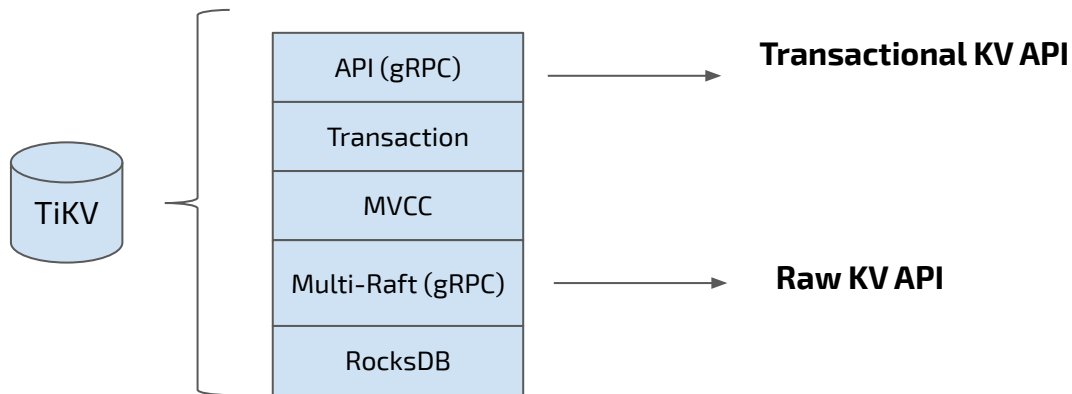 API (gRPC)
Transactional KV API
Transaction
TiKV
MVCC
Multi-Raft (gRPC)
Raw KV API
RocksDB